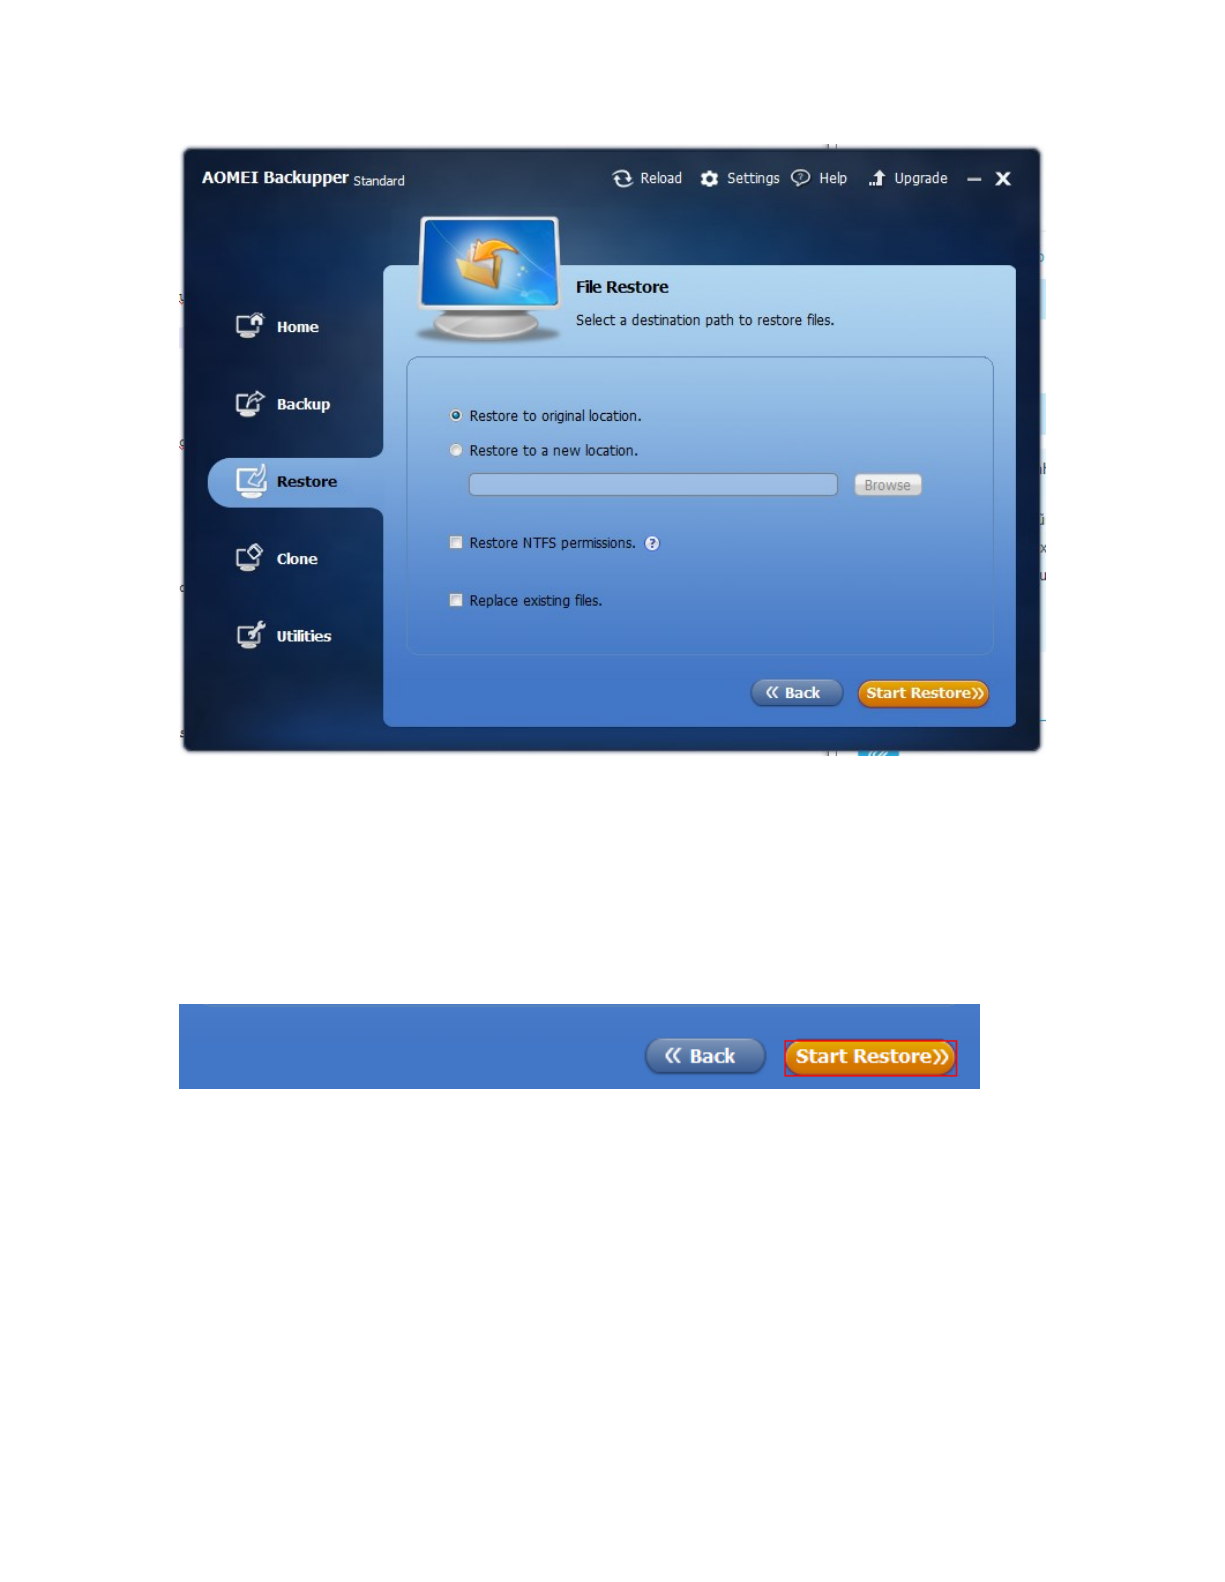 AOMEI Backupper Standard
Reload Settings Help Upgrade
File Restore
Select a destination path to restore files.
Home
Backup
Restore
Clone
Utilities
Restore to original location.
Restore to a new location.
Browse
Restore NTFS permissions.
Replace existing files.
Back Start Restore
Back Start Restore